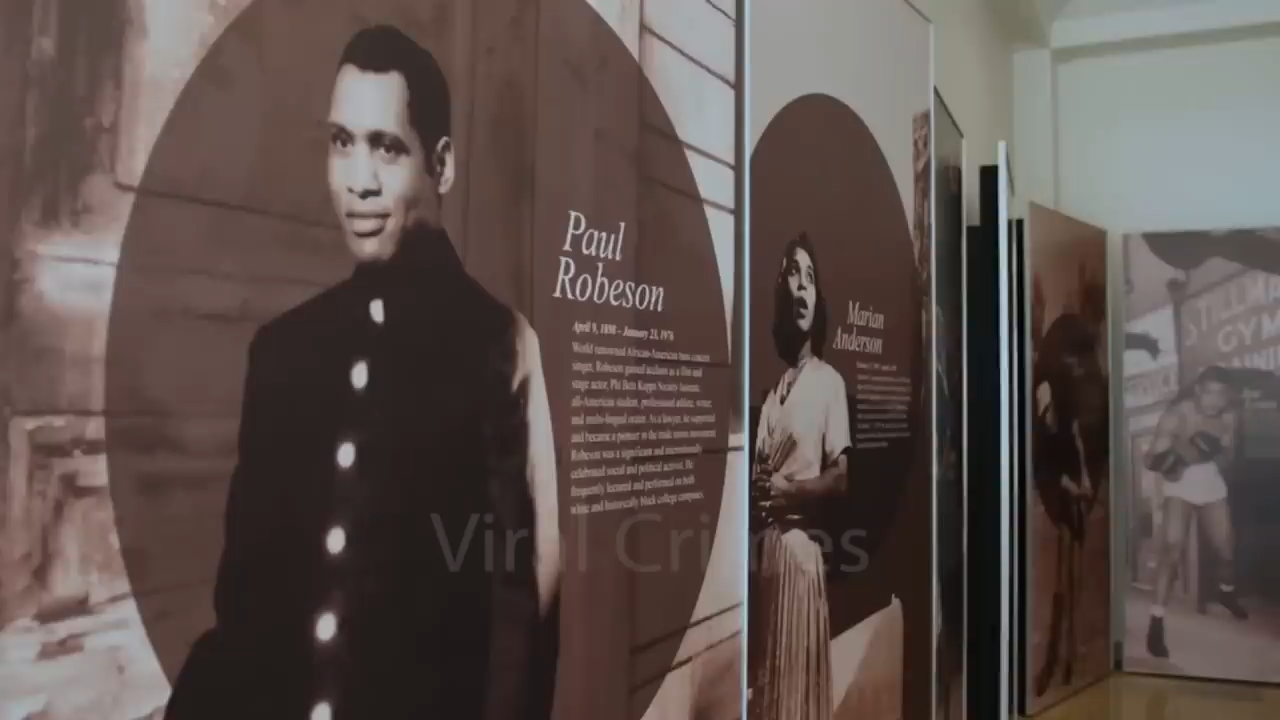 Paul
Robeson
April 9, 1898 – January 23, 1976
World renowned African-American bass concert
singer, Robeson gained acclaim as a film and
stage actor, Phi Beta Kappa Society laureate,
all-American student, professional athlete, writer,
and multi-lingual orator. As a lawyer, he supported
and became a pioneer in the trade union movement
Robeson was a significant and internationally
celebrated social and political activist. He
frequently lectured and performed on both
white and historically black college campuses.
Marian
Anderson
STILLMA
GYM
Viral Crimes